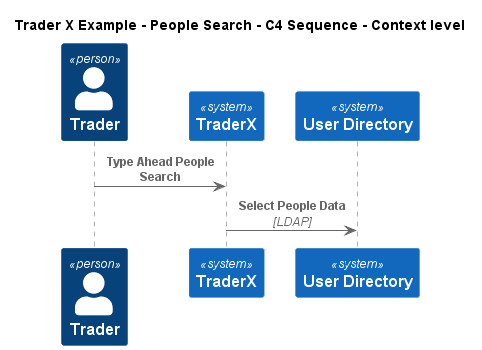 Trader X Example - People Search - C4 Sequence - Context level
«person»
Trader
«system»
TraderX
«system»
User Directory
Type Ahead People
Search
Select People Data
[LDAP]
«person»
Trader
«system»
TraderX
«system»
User Directory